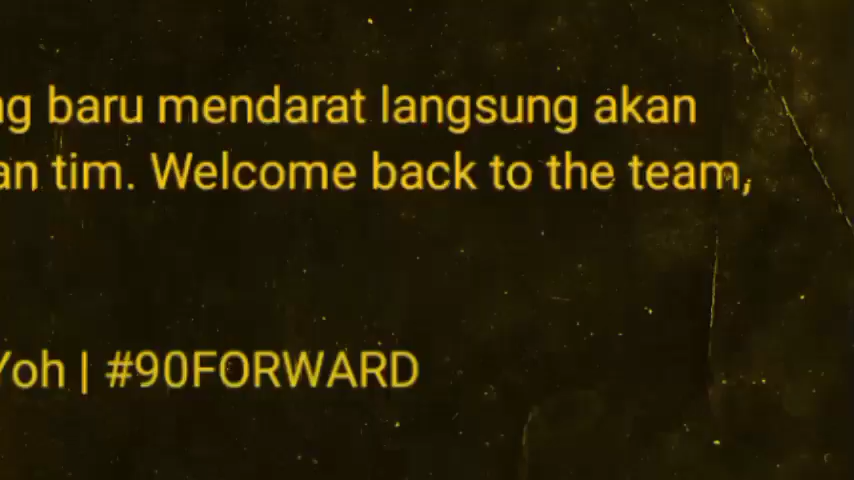 baru mendarat langsung akan
tim. Welcome back to the team,
| #90FORWARD